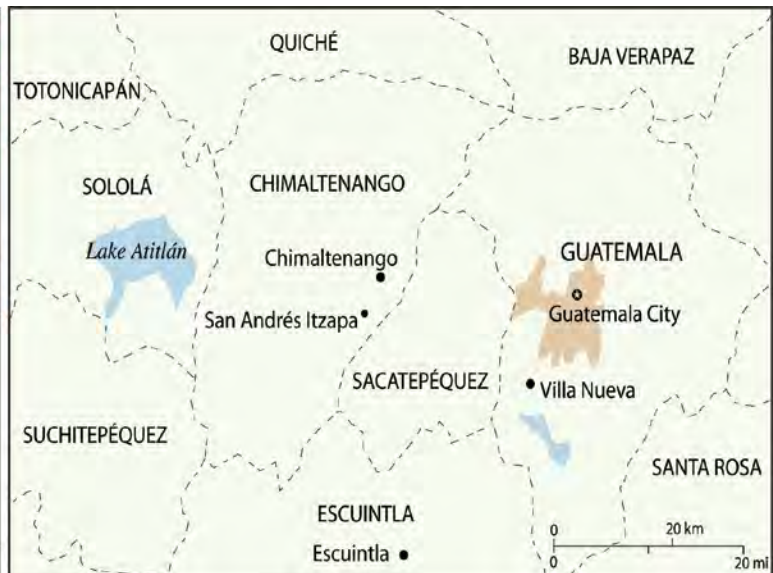 QUICHÉ
BAJA VERAPAZ
TOTONICAPÁN
SOLOLÁ
CHIMALTENANGO
Lake Atitlán
Chimaltenango
GUATEMALA
San Andrés Itzapa
Guatemala City
SACATEPÉQUEZ
Villa Nueva
SUCHITEPÉQUEZ
SANTA ROSA
ESCUINTLA
Escuintla
0 20 km
0 20 mi